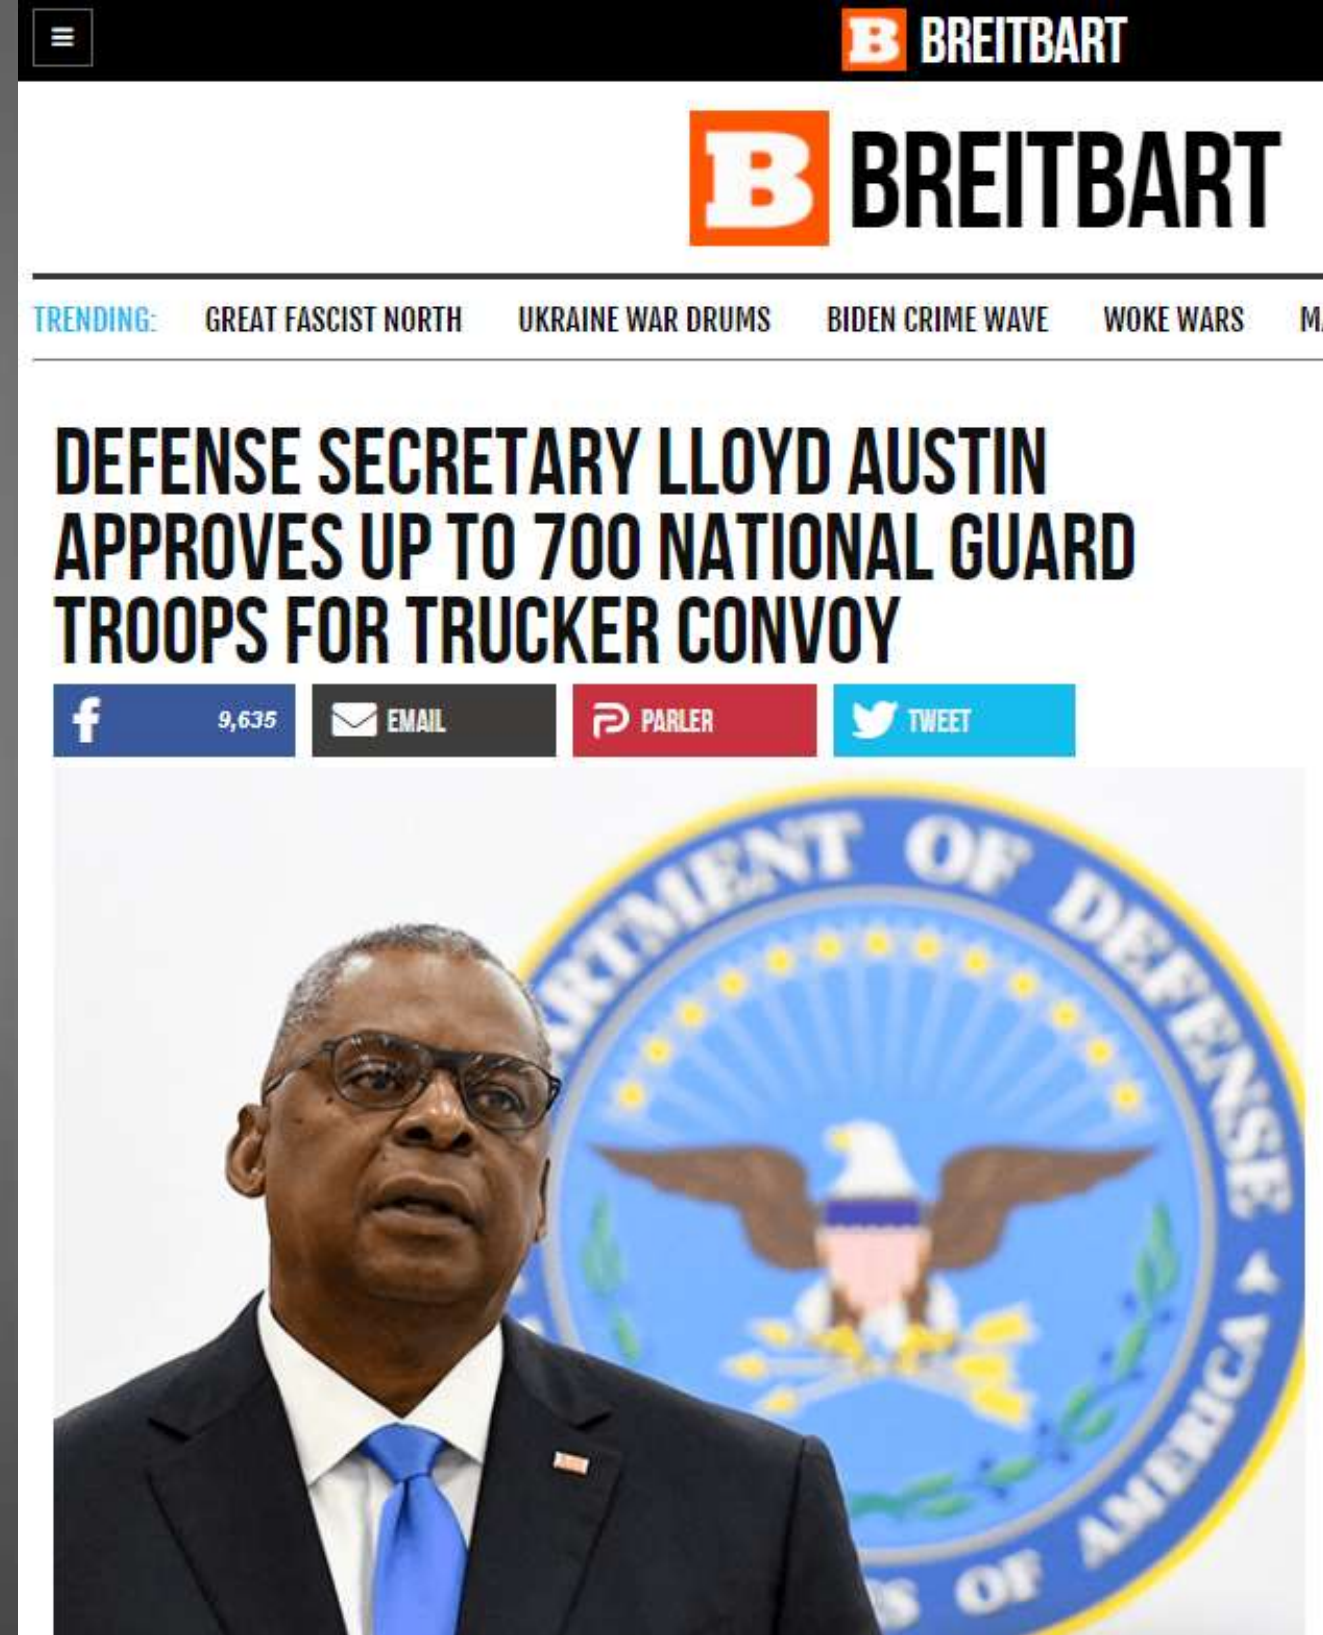 B BREITBART
B BREITBART
TRENDING: GREAT FASCIST NORTH UKRAINE WAR DRUMS BIDEN CRIME WAVE WOKE WARS
DEFENSE SECRETARY LLOYD AUSTIN
APPROVES UP TO 700 NATIONAL GUARD
TROOPS FOR TRUCKER CONVOY
f 9,635 EMAIL PARLER TWEET
ARTMENT OF DEFENSE
S OF AMERICA